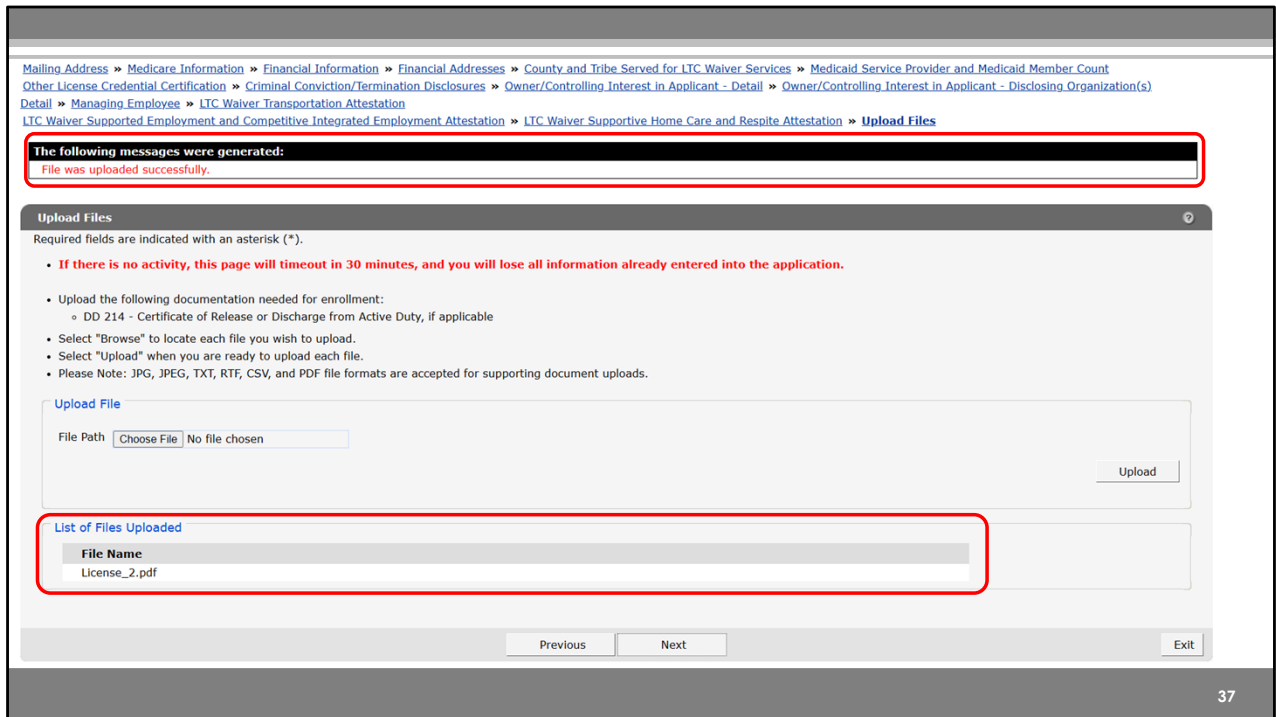 Mailing Address » Medicare Information » Financial Information » Financial Addresses » County and Tribe Served for LTC Waiver Services » Medicaid Service Provider and Medicaid Member Count
Other License Credential Certification » Criminal Conviction/Termination Disclosures » Owner/Controlling Interest in Applicant - Detail » Owner/Controlling Interest in Applicant - Disclosing Organization(s)
Detail » Managing Employee » LTC Waiver Transportation Attestation
LTC Waiver Supported Employment and Competitive Integrated Employment Attestation » LTC Waiver Supportive Home Care and Respite Attestation » Upload Files
The following messages were generated:
File was uploaded successfully.
Upload Files ?
Required fields are indicated with an asterisk (*).
• If there is no activity, this page will timeout in 30 minutes, and you will lose all information already entered into the application.
• Upload the following documentation needed for enrollment:
◦ DD 214 - Certificate of Release or Discharge from Active Duty, if applicable
• Select "Browse" to locate each file you wish to upload.
• Select "Upload" when you are ready to upload each file.
• Please Note: JPG, JPEG, TXT, RTF, CSV, and PDF file formats are accepted for supporting document uploads.
Upload File
File Path Choose File No file chosen
Upload
List of Files Uploaded
File Name
License_2.pdf
Previous Next Exit
37